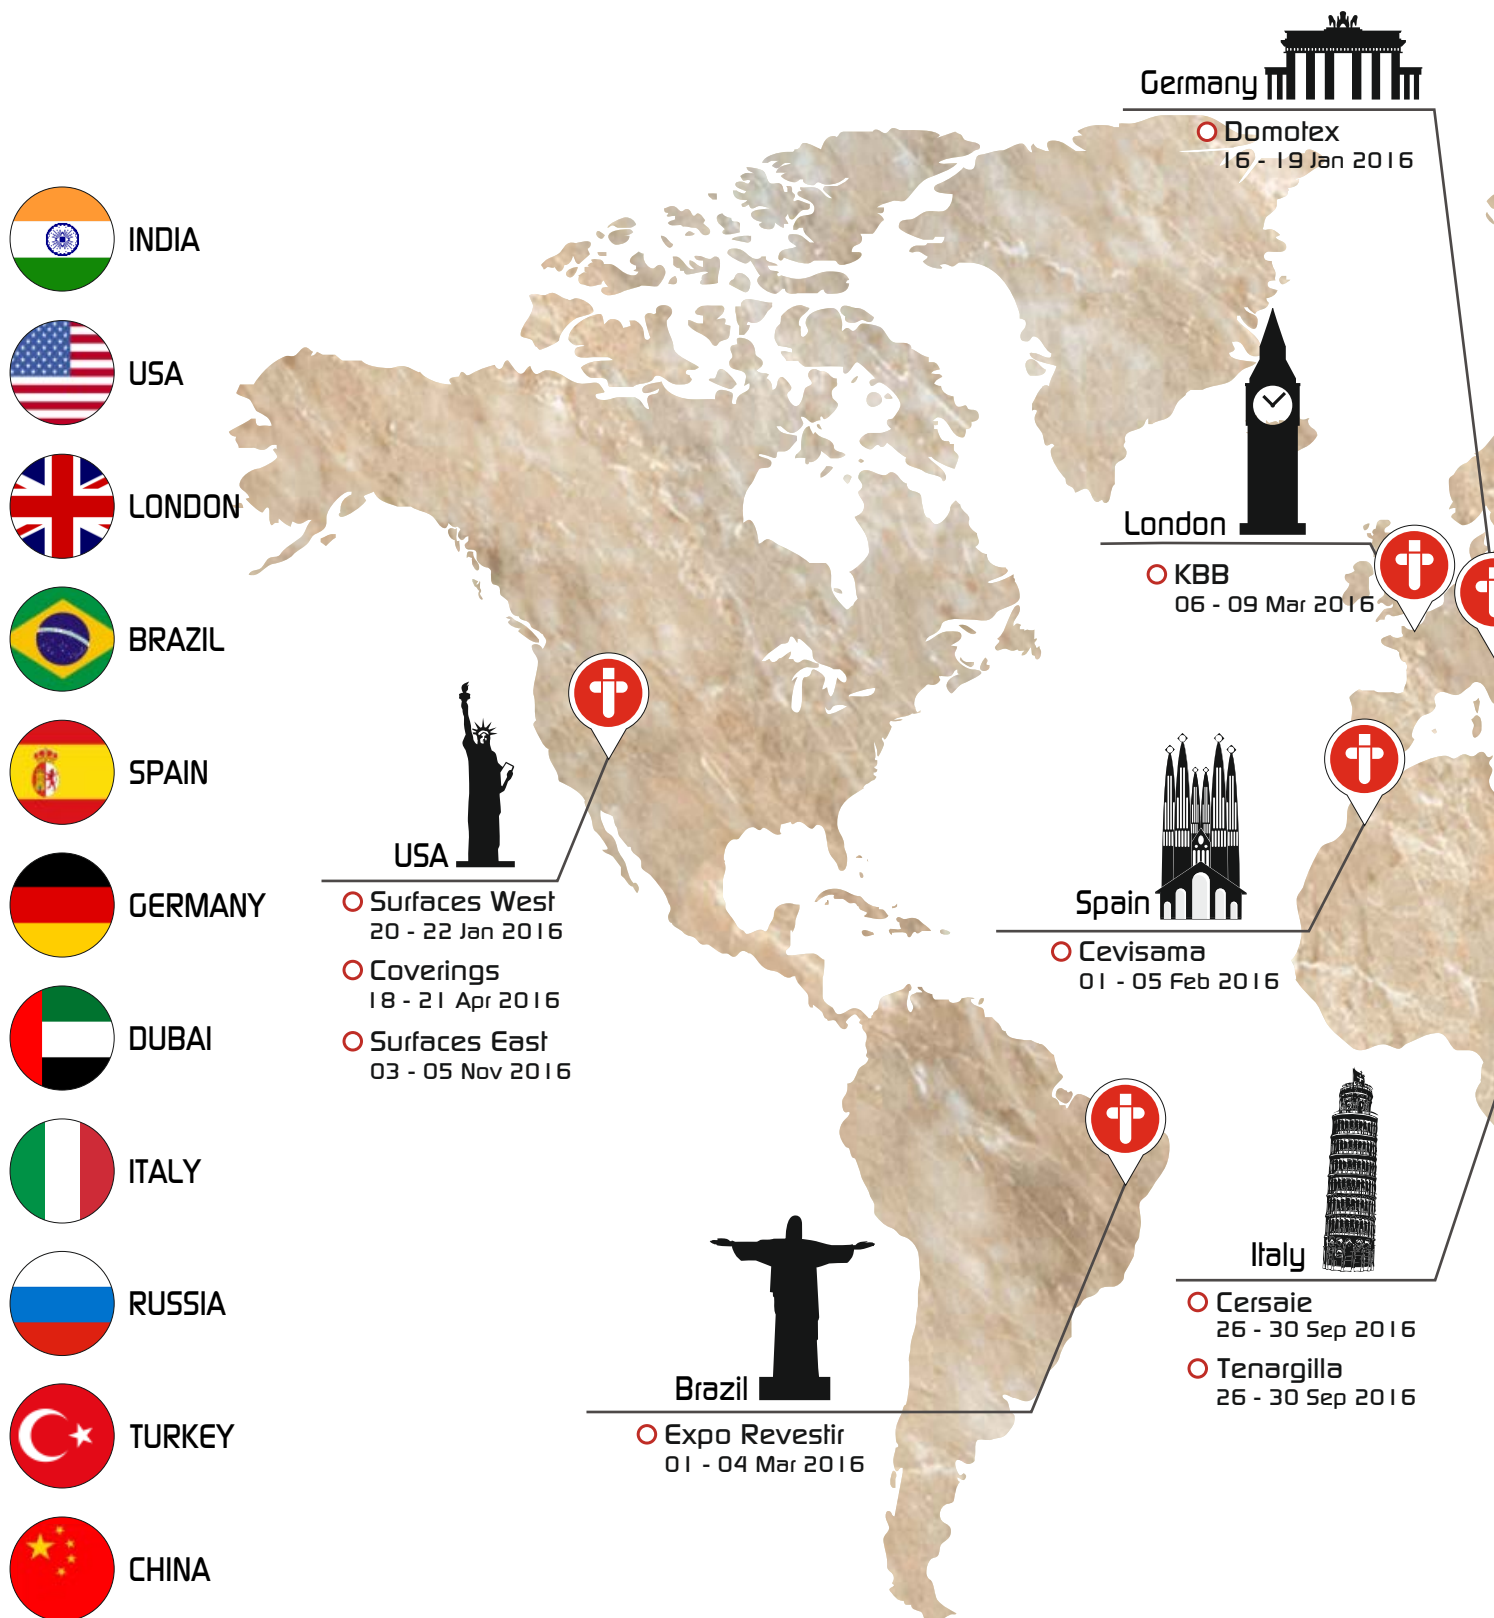 INDIA
USA
LONDON
BRAZIL
SPAIN
GERMANY
DUBAI
ITALY
RUSSIA
TURKEY
CHINA
Germany
Domotex
16 - 19 Jan 2016
London
KBB
06 - 09 Mar 2016
USA
Surfaces West
20 - 22 Jan 2016
Coverings
18 - 21 Apr 2016
Surfaces East
03 - 05 Nov 2016
Spain
Cevisama
01 - 05 Feb 2016
Italy
Cersaie
26 - 30 Sep 2016
Tenargilla
26 - 30 Sep 2016
Brazil
Expo Revestir
01 - 04 Mar 2016